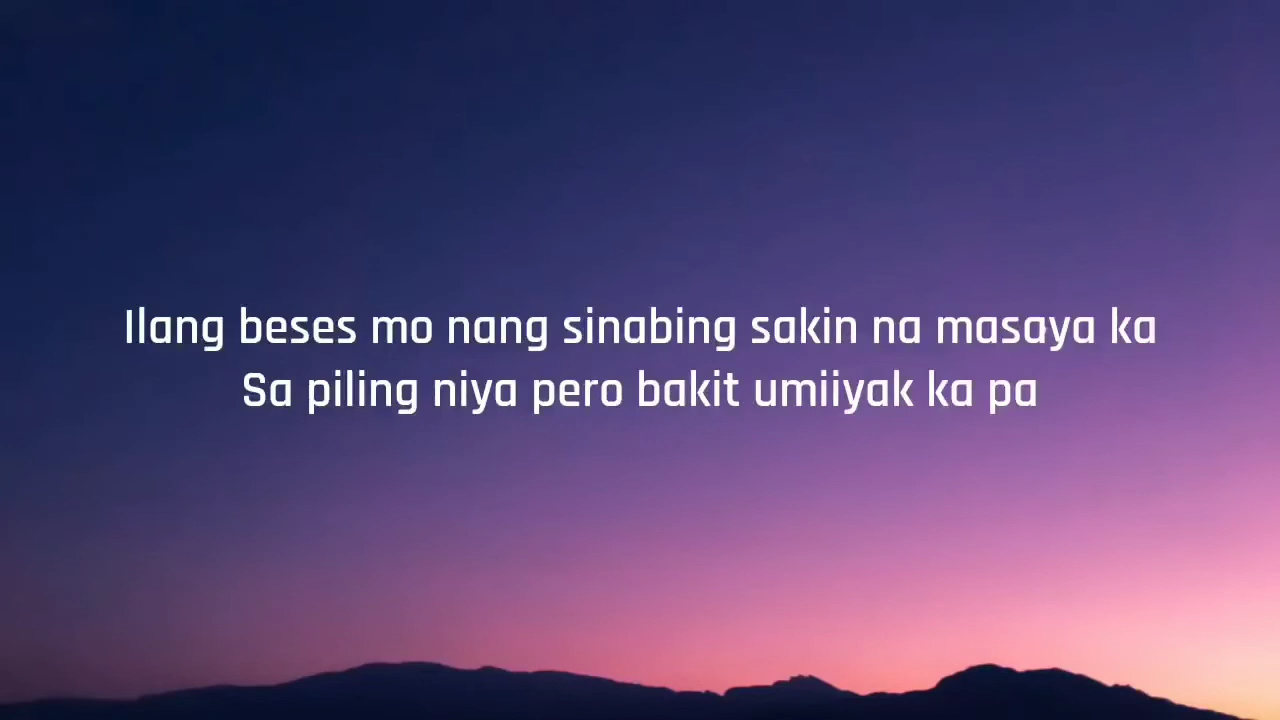 Ilang beses mo nang sinabing sakin na masaya ka
Sa piling niya pero bakit umiiyak ka pa